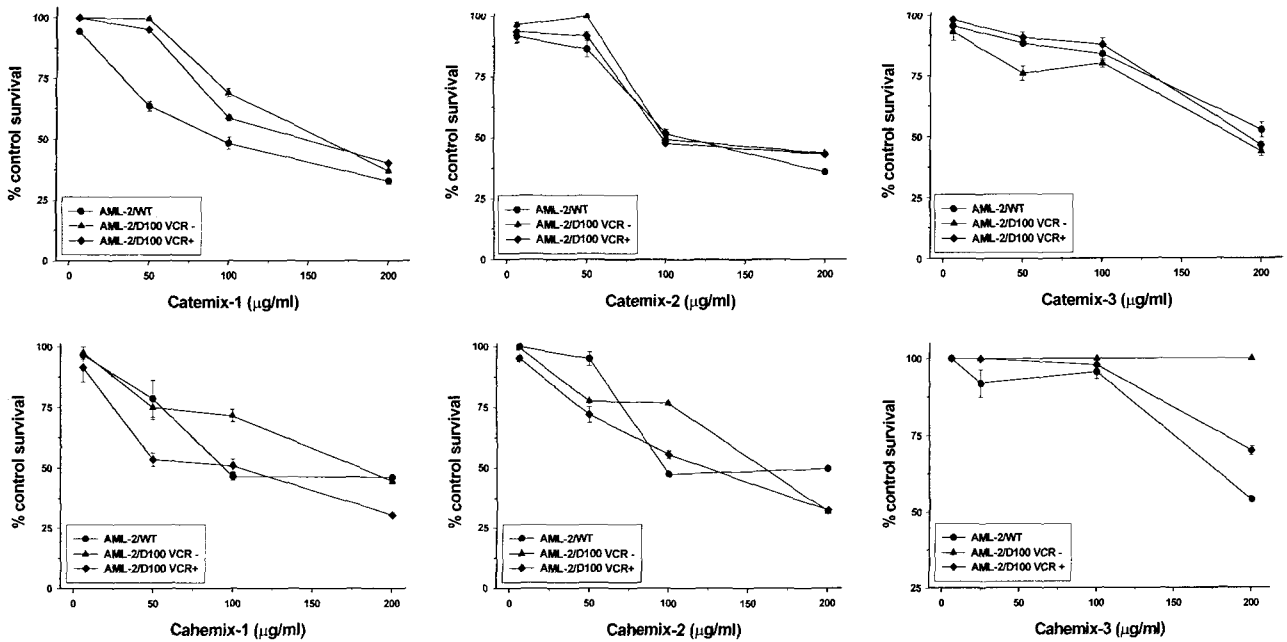 % control survival
100
75
50
25
0
AML-2/WT
AML-2/D100 VCR -
AML-2/D100 VCR+
0 50 100 150 200
Catemix-1 (µg/ml)
% control survival
100
75
50
25
0
AML-2/WT
AML-2/D100 VCR -
AML-2/D100 VCR+
0 50 100 150 200
Catemix-2 (µg/ml)
% control survival
100
75
50
25
0
AML-2/WT
AML-2/D100 VCR -
AML-2/D100 VCR+
0 50 100 150 200
Catemix-3 (µg/ml)
% control survival
100
75
50
25
0
AML-2/WT
AML-2/D100 VCR -
AML-2/D100 VCR+
0 50 100 150 200
Cahemix-1 (µg/ml)
% control survival
100
75
50
25
0
AML-2/WT
AML-2/D100 VCR -
AML-2/D100 VCR+
0 50 100 150 200
Cahemix-2 (µg/ml)
% control survival
100
75
50
25
AML-2/WT
AML-2/D100 VCR -
AML-2/D100 VCR +
0 50 100 150 200
Cahemix-3 (µg/ml)